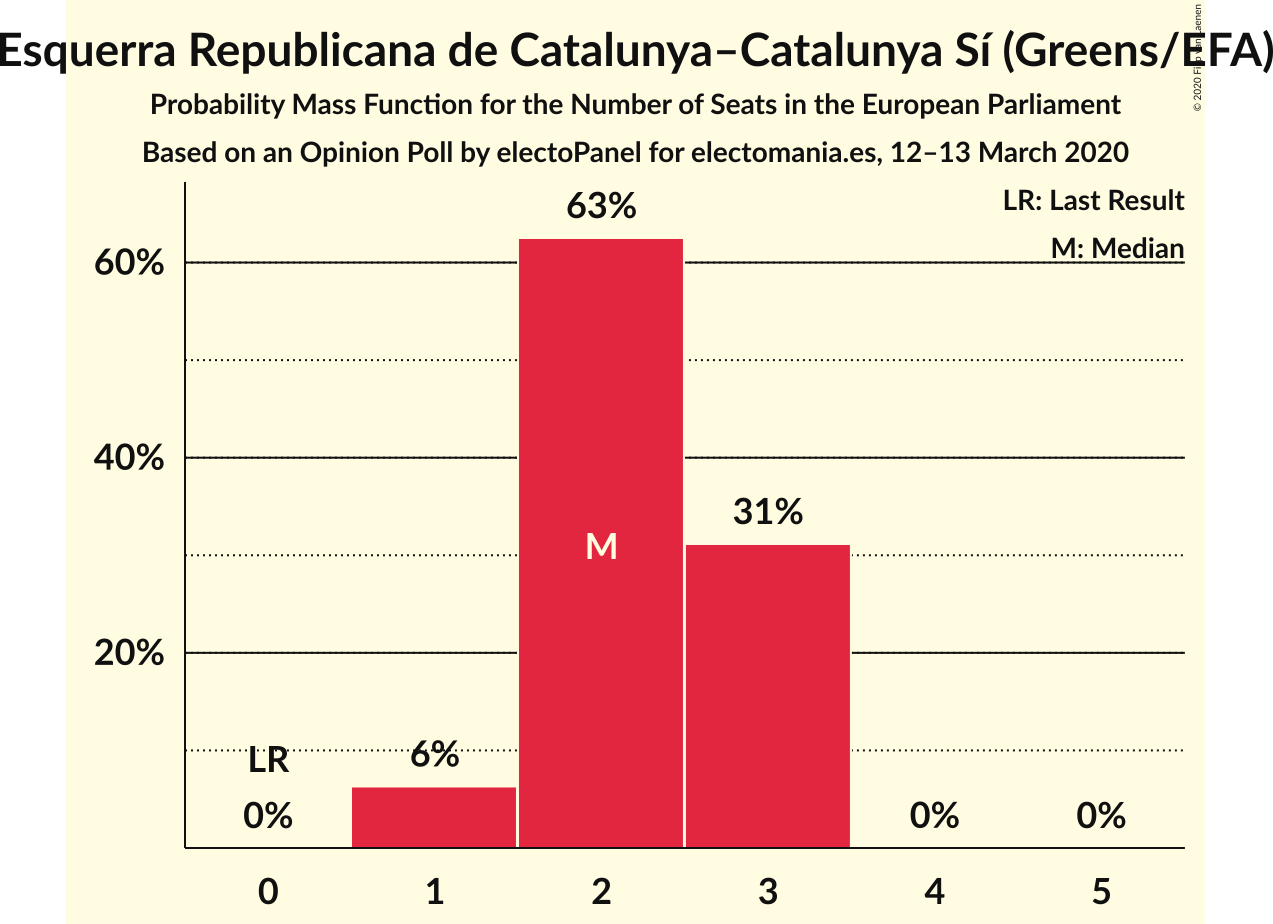 Esquerra Republicana de Catalunya–Catalunya Sí (Greens/EFA)
Probability Mass Function for the Number of Seats in the European Parliament
Based on an Opinion Poll by electoPanel for electomania.es, 12–13 March 2020
© 2020
LR: Last Result
M: Median
63%
60%
40%
31%
M
20%
LR
6%
0%
0%
0%
0 1 2 3 4 5